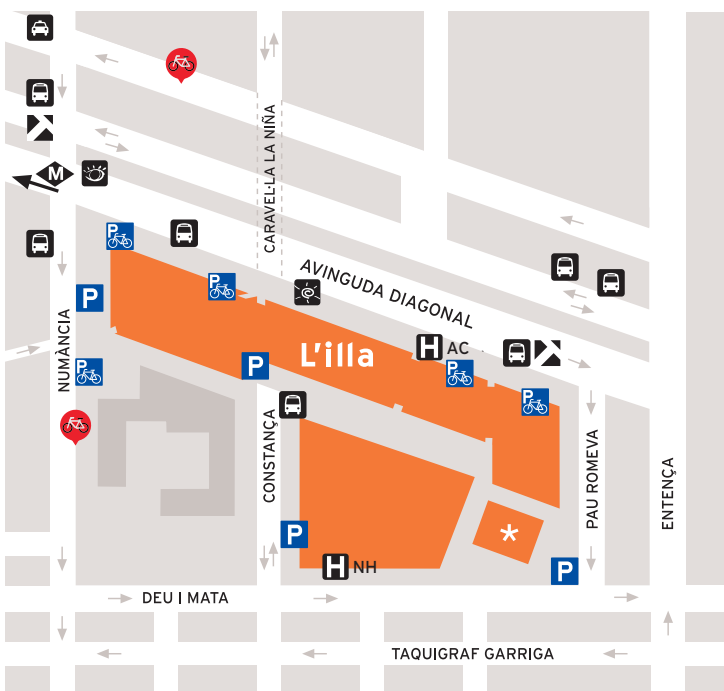 CARAVEL·LA LA NIÑA
M
P
P
AVINGUDA DIAGONAL
P
NUMÀNCIA
L'illa
H AC
P
P
P
P
CONSTANÇA
PAU ROMEVA
ENTENÇA
P
*
H NH
P
DEU I MATA
TAQUIGRAF GARRIGA